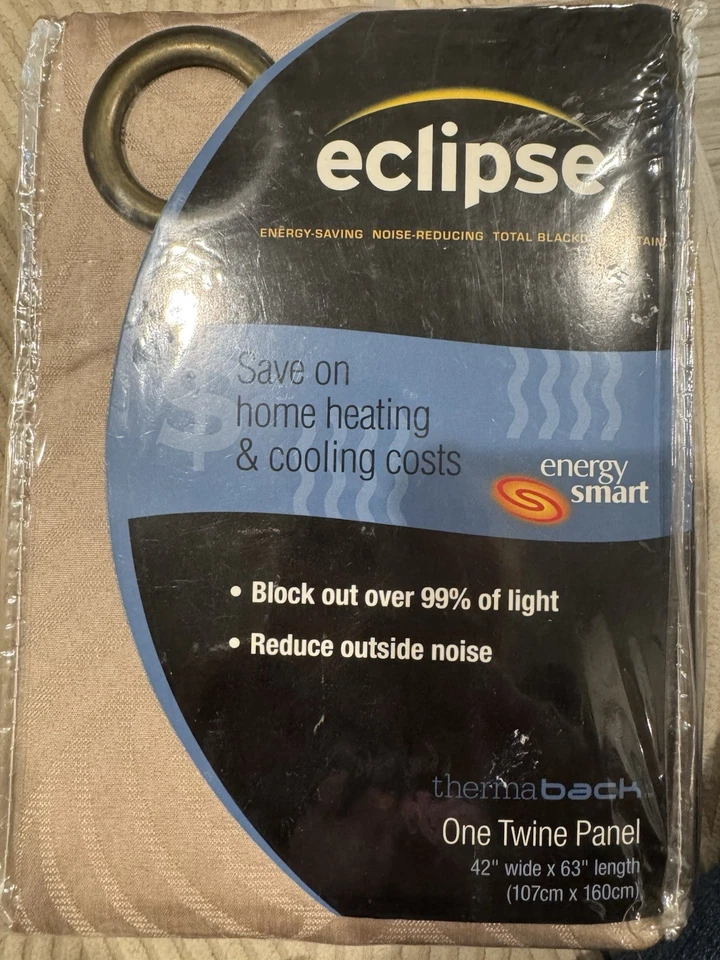 eclipse
ENERGY-SAVING NOISE-REDUCING TOTAL
$
Save on
home heating
& cooling costs
energy
smart
• Block out over 99% of light
• Reduce outside noise
thermaback
One Twine Panel
42" wide x 63" length
(107cm x 160cm)